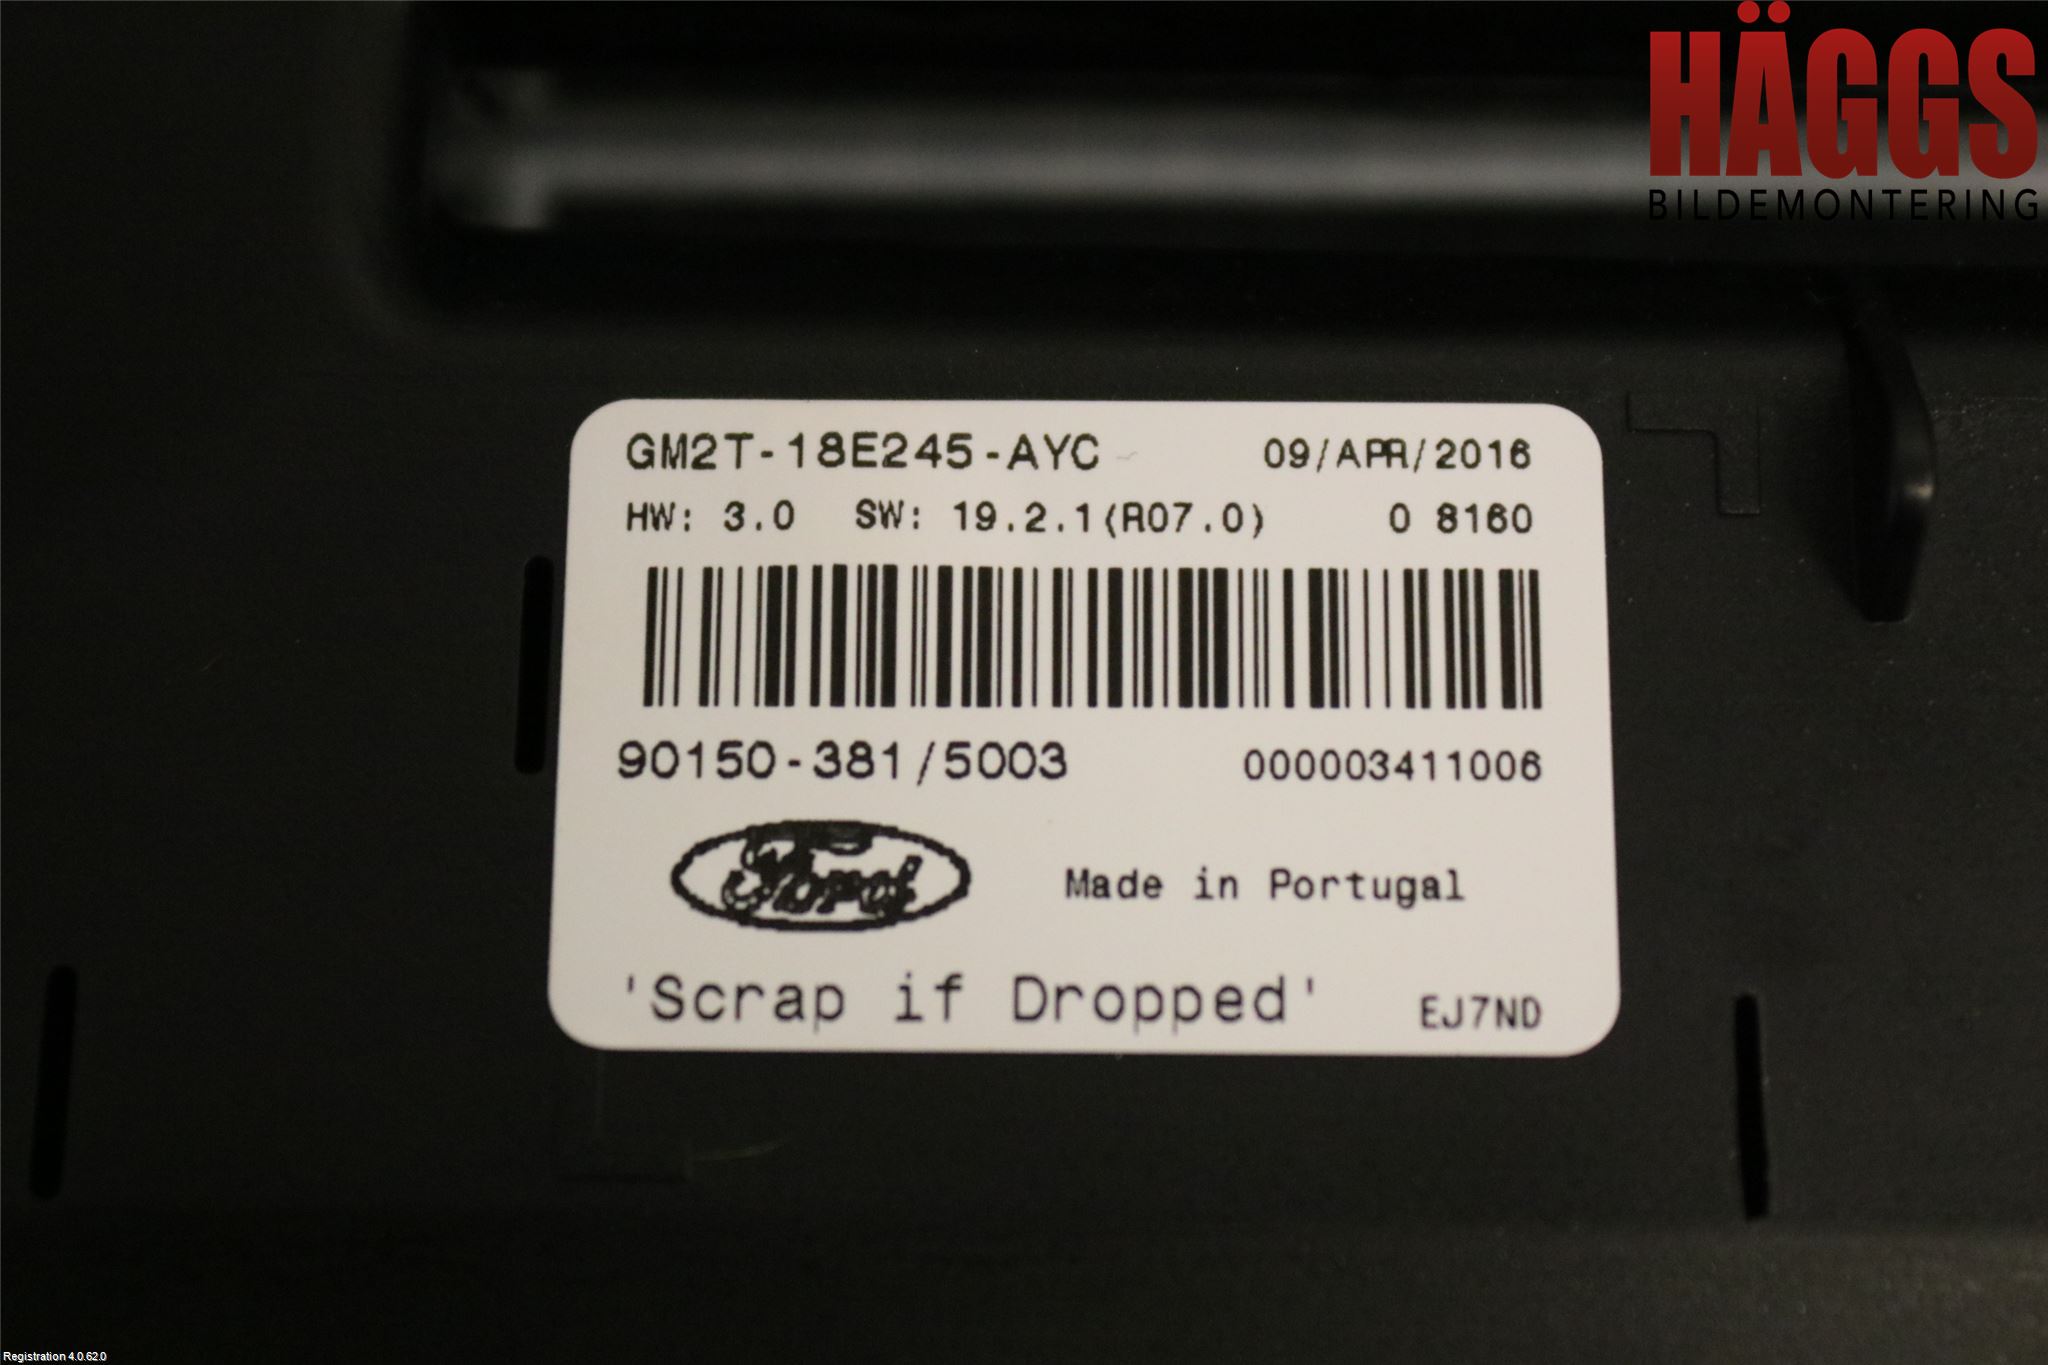 HÄGGS
BILDEMONTERING
GM2T-18E245-AYC 09/APR/2016
HW: 3.0 SW: 19.2.1(R07.0) 0 8160
90150-381/5003 000003411006
Ford Made in Portugal
'Scrap if Dropped' EJ7ND
Registration 4.0.62.0